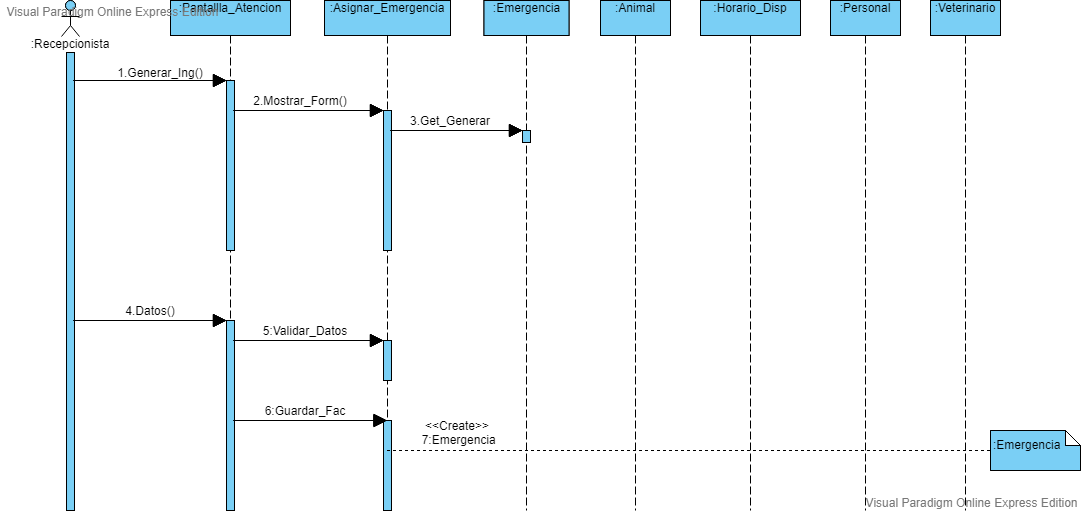 Visual Paradigm Online Express Edition
:Pantallla_Atencion
:Asignar_Emergencia
:Emergencia
:Animal
:Horario_Disp
:Personal
:Veterinario
:Recepcionista
1.Generar_Ing()
2.Mostrar_Form()
3.Get_Generar
4.Datos()
5:Validar_Datos
6:Guardar_Fac
<<Create>>
7:Emergencia
:Emergencia
Visual Paradigm Online Express Edition